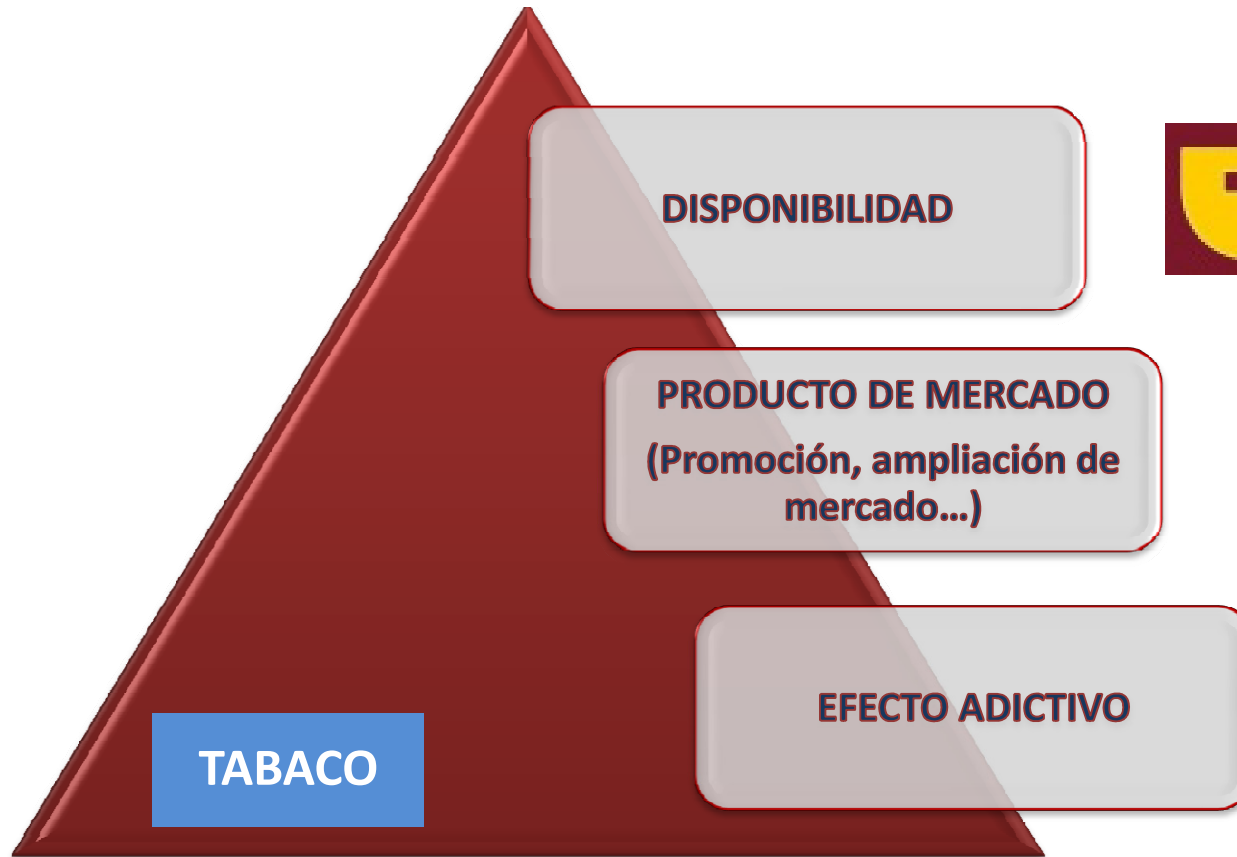 DISPONIBILIDAD
PRODUCTO DE MERCADO
(Promoción, ampliación de
mercado…)
EFECTO ADICTIVO
TABACO